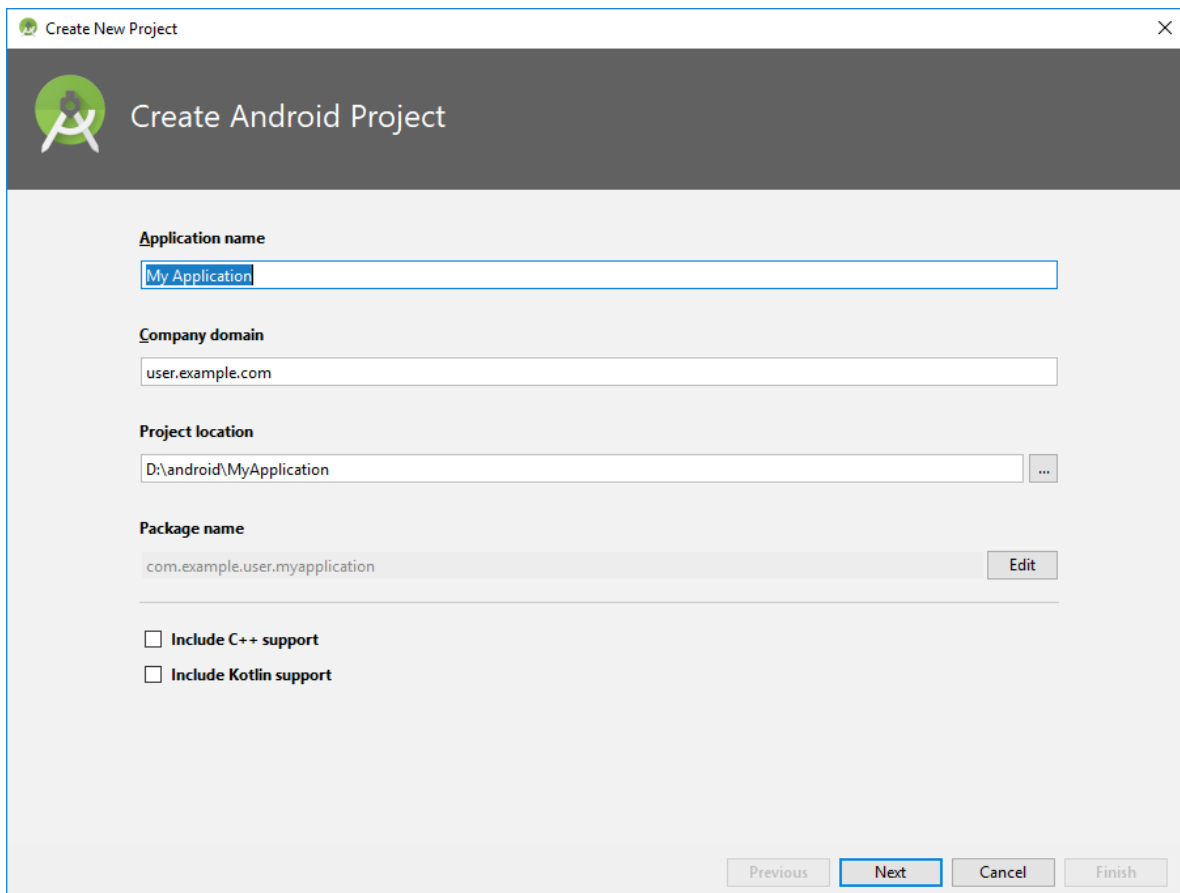 Create New Project
Create Android Project
Application name
My Application
Company domain
user.example.com
Project location
D:\android\MyApplication
...
Package name
com.example.user.myapplication
Edit
Include C++ support
Include Kotlin support
Previous Next Cancel Finish